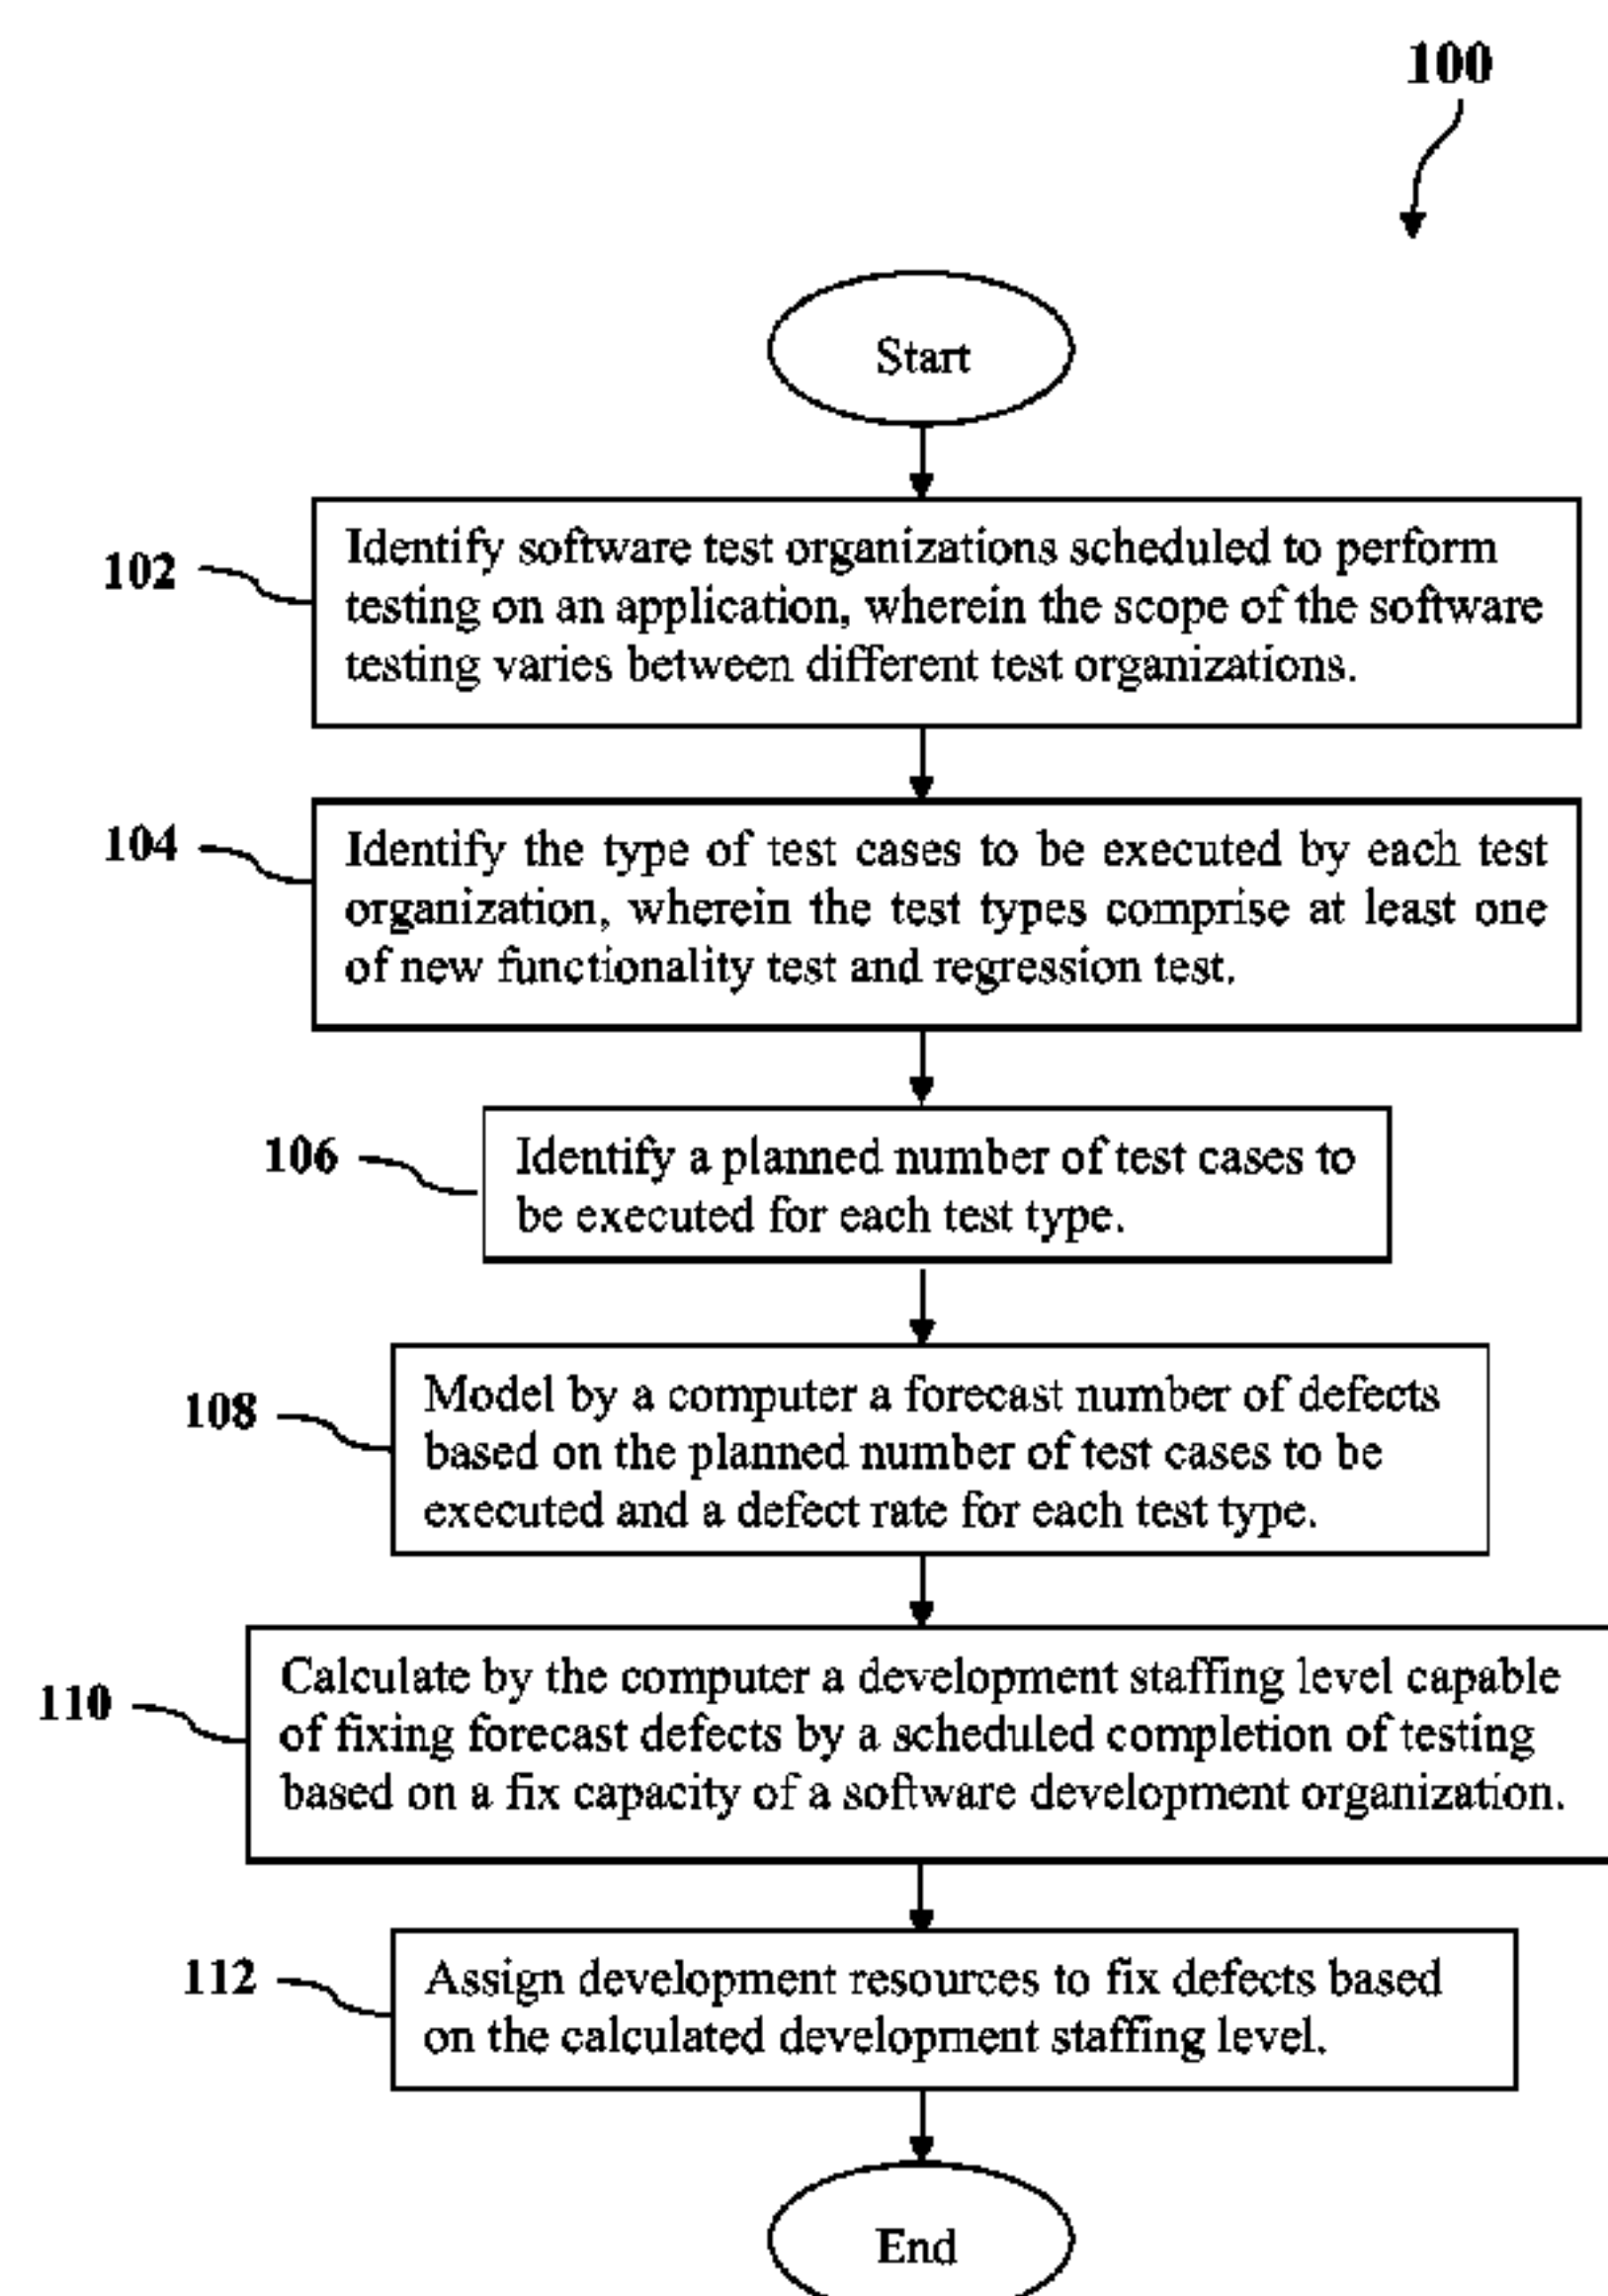 100
Start
102
Identify software test organizations scheduled to perform
testing on an application, wherein the scope of the software
testing varies between different test organizations.
104
Identify the type of test cases to be executed by each test
organization, wherein the test types comprise at least one
of new functionality test and regression test.
106
Identify a planned number of test cases to
be executed for each test type.
108
Model by a computer a forecast number of defects
based on the planned number of test cases to be
executed and a defect rate for each test type.
110
Calculate by the computer a development staffing level capable
of fixing forecast defects by a scheduled completion of testing
based on a fix capacity of a software development organization.
112
Assign development resources to fix defects based
on the calculated development staffing level.
End